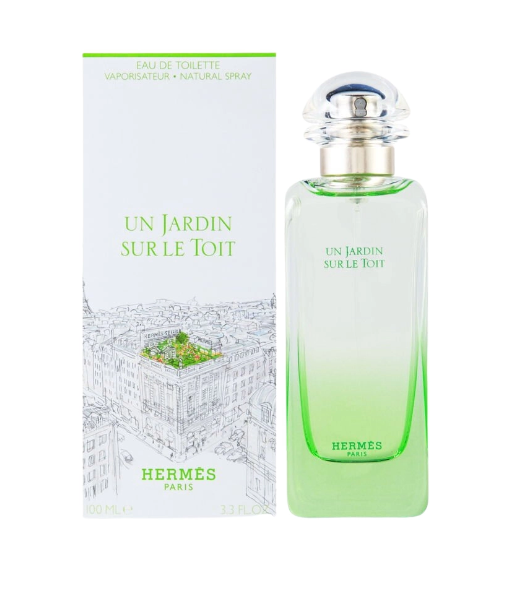 EAU DE TOILETTE
VAPORISATEUR • NATURAL SPRAY
UN JARDIN
SUR LE TOIT
HERMÈS
PARIS
100 ML℮ 3.3 FL.OZ
UN JARDIN
SUR LE TOIT
HERMÈS
PARIS